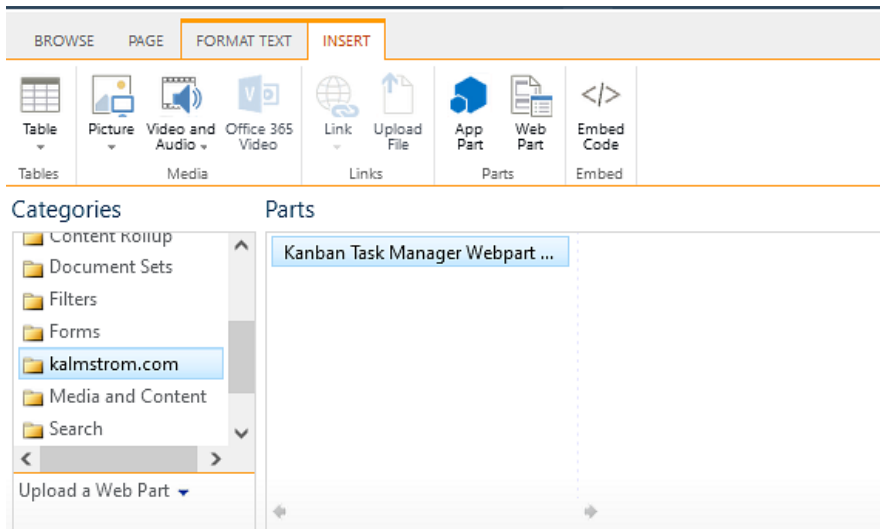 BROWSE PAGE FORMAT TEXT INSERT
Table Picture Video and Audio Office 365 Video Link Upload File App Part Web Part Embed Code
Tables Media Links Parts Embed
Categories Parts
Content Rollup
Kanban Task Manager Webpart ...
Document Sets
Filters
Forms
kalmstrom.com
Media and Content
Search
Upload a Web Part